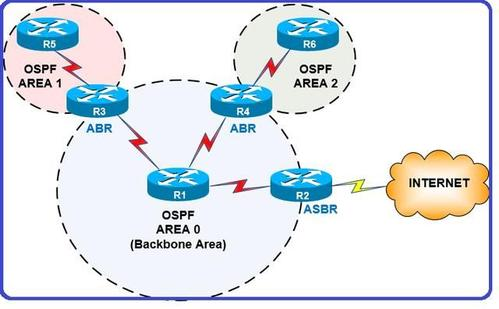 R5
OSPF
AREA 1
R3
ABR
R6
OSPF
AREA 2
R4
ABR
R1
OSPF
AREA 0
(Backbone Area)
R2
ASBR
INTERNET